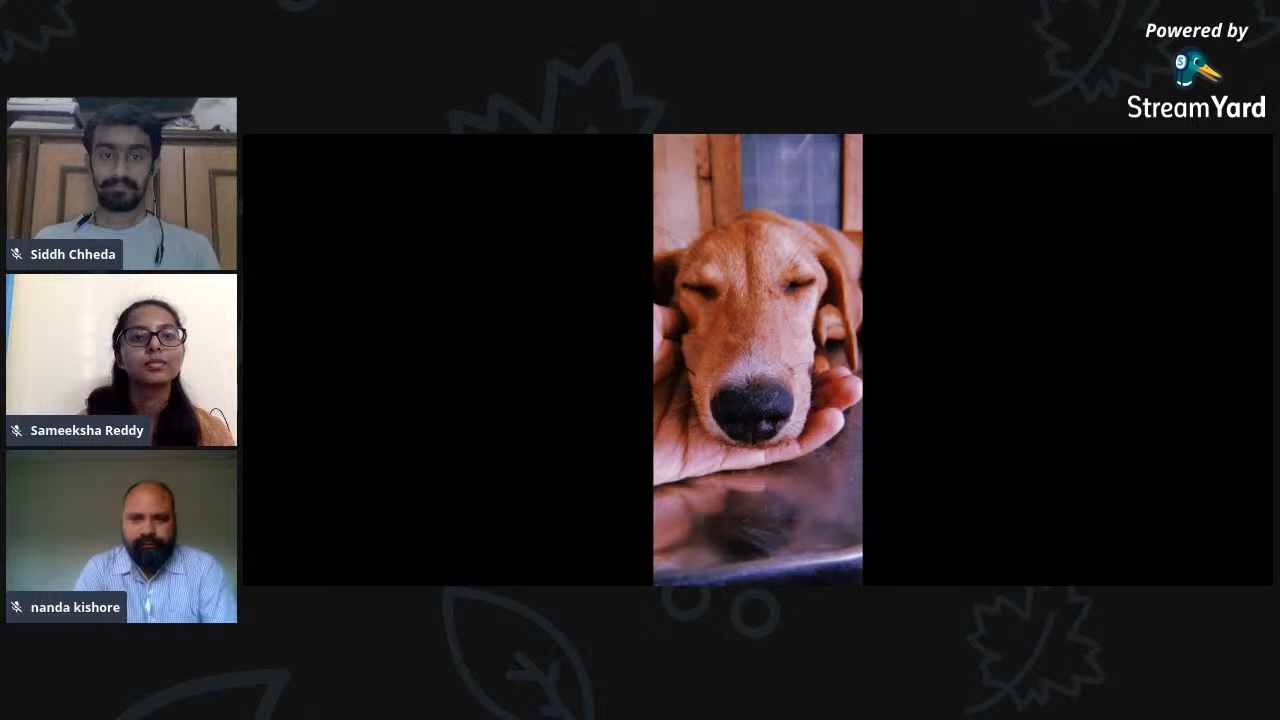 Powered by
StreamYard
Siddh Chheda
Sameeksha Reddy
nanda kishore